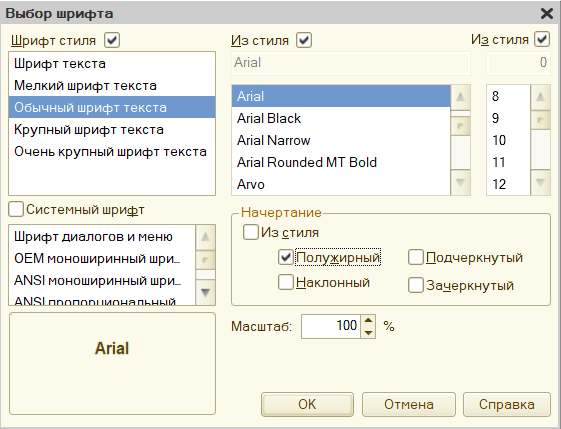 Выбор шрифта
Шрифт стиля
Шрифт текста
Мелкий шрифт текста
Обычный шрифт текста
Крупный шрифт текста
Очень крупный шрифт текста
Системный шрифт
Шрифт диалогов и меню
OEM моноширинный шри...
ANSI моноширинный шри...
ANSI пропорциональный
Arial
Из стиля
Arial
Arial
Arial Black
Arial Narrow
Arial Rounded MT Bold
Arvo
Из стиля
0
8
9
10
11
12
Начертание
Из стиля
Полужирный
Подчеркнутый
Наклонный
Зачеркнутый
Масштаб: 100 %
OK
Отмена
Справка